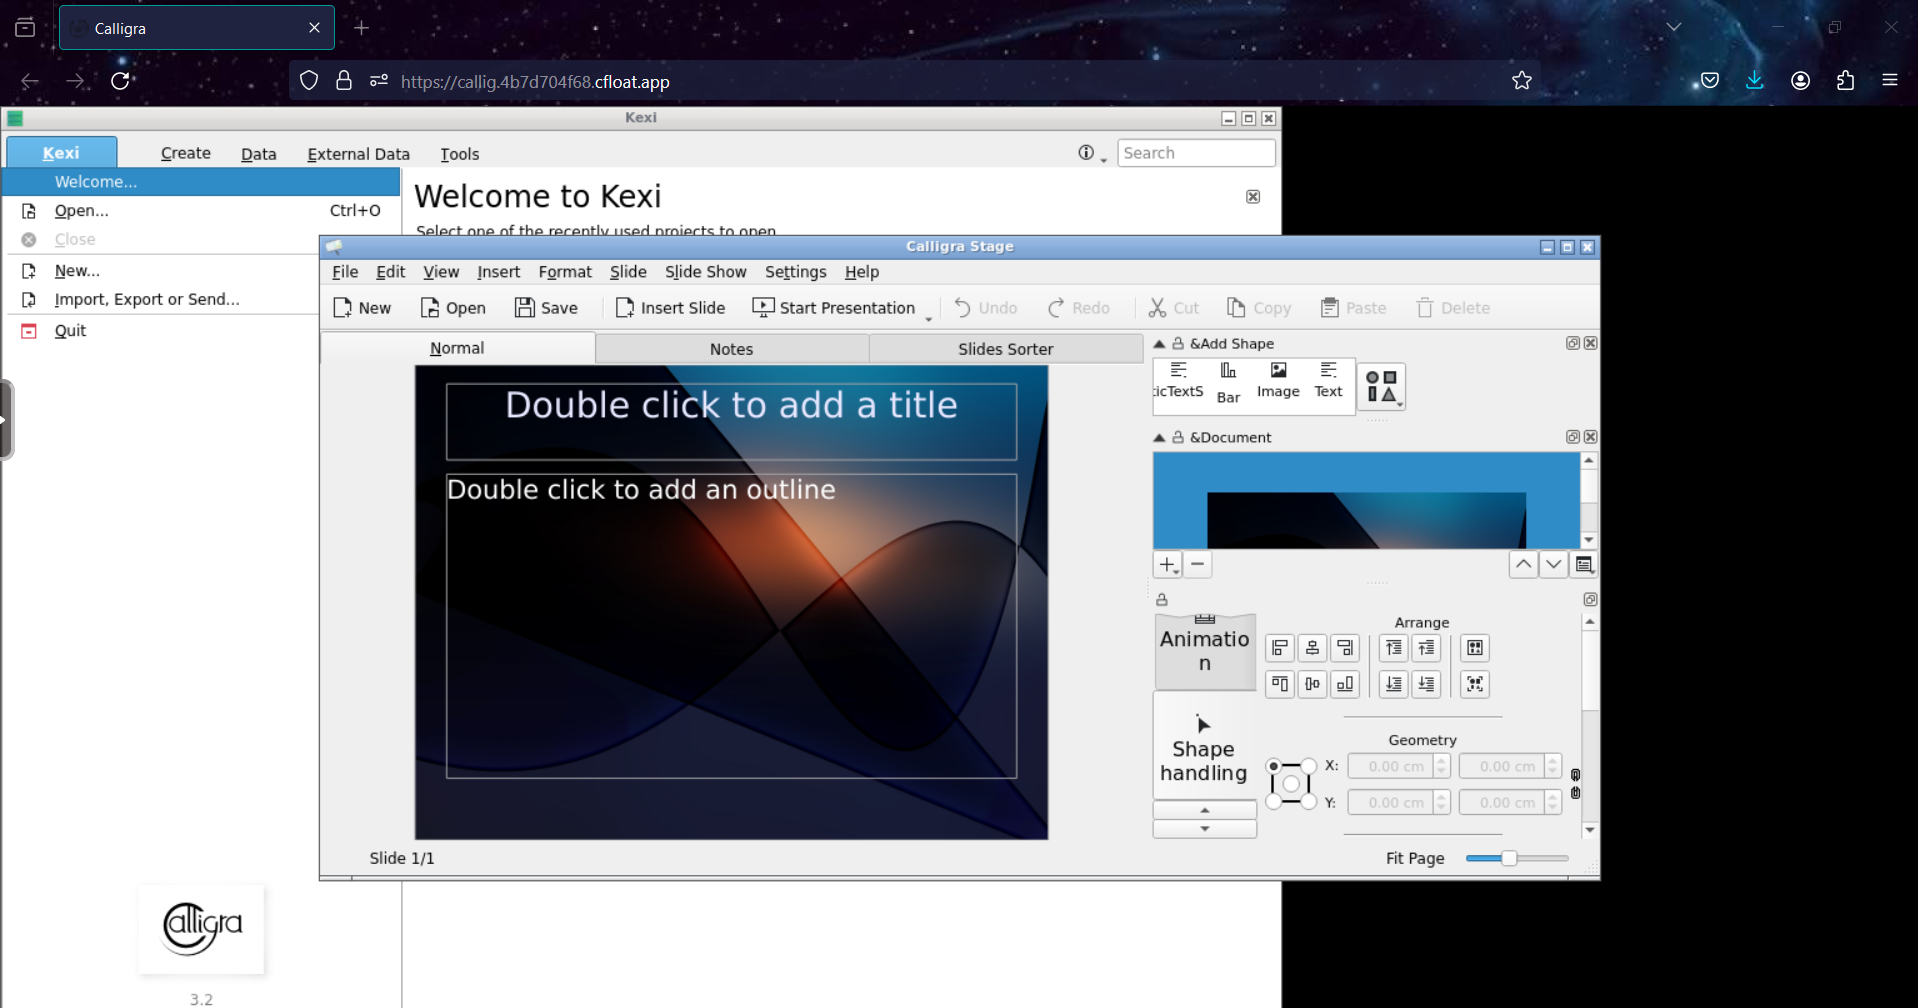 Calligra
https://callig.4b7d704f68.cfloat.app
Kexi
Kexi Create Data External Data Tools Search
Welcome...
Open... Ctrl+O
Close
New...
Import, Export or Send...
Quit
Welcome to Kexi
Select one of the recently used projects to open
Calligra Stage
File Edit View Insert Format Slide Slide Show Settings Help
New Open Save Insert Slide Start Presentation Undo Redo Cut Copy Paste Delete
Normal Notes Slides Sorter
Double click to add a title
Double click to add an outline
&Add Shape
icTextS Bar Image Text
&Document
Animatio
n
Shape
handling
Arrange
Geometry
X: 0.00 cm 0.00 cm
Y: 0.00 cm 0.00 cm
Slide 1/1
Fit Page
Calligra
3.2